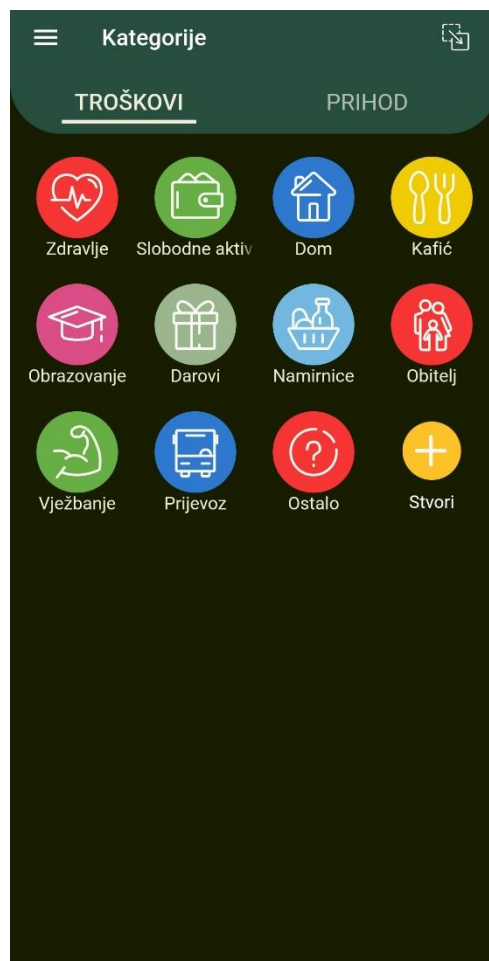 Kategorije
TROŠKOVI PRIHOD
Zdravlje Slobodne aktiv Dom Kafić
Obrazovanje Darovi Namirnice Obitelj
Vježbanje Prijevoz Ostalo Stvori